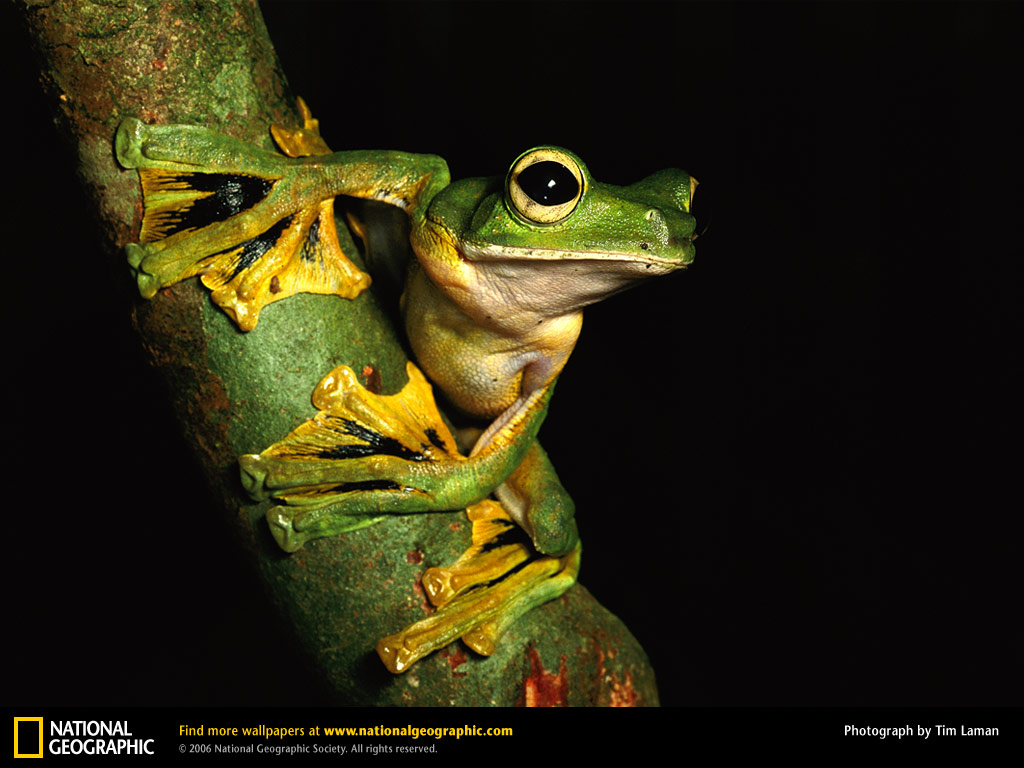 NATIONAL
GEOGRAPHIC
Find more wallpapers at www.nationalgeographic.com
© 2006 National Geographic Society. All rights reserved.
Photograph by Tim Laman